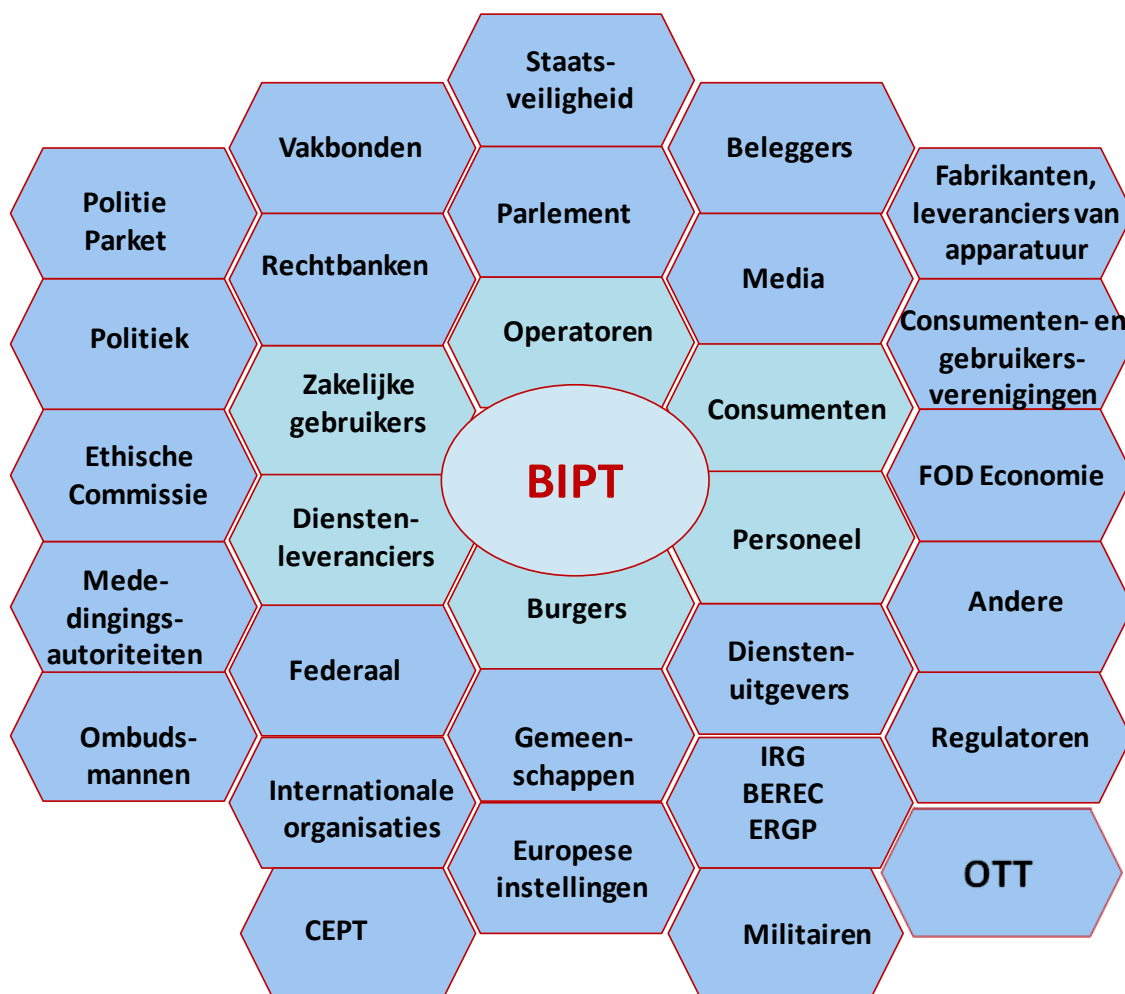 Staats-
veiligheid
Vakbonden
Beleggers
Politie
Parket
Parlement
Fabrikanten,
leveranciers van
apparatuur
Rechtbanken
Media
Politiek
Operatoren
Consumenten- en
gebruikers-
verenigingen
Zakelijke
gebruikers
Consumenten
Ethische
Commissie
BIPT
FOD Economie
Diensten-
leveranciers
Personeel
Mede-
dingings-
autoriteiten
Burgers
Andere
Federaal
Diensten-
uitgevers
Ombuds-
mannen
Gemeen-
schappen
Regulatoren
Internationale
organisaties
IRG
BEREC
ERGP
Europese
instellingen
OTT
CEPT
Militairen